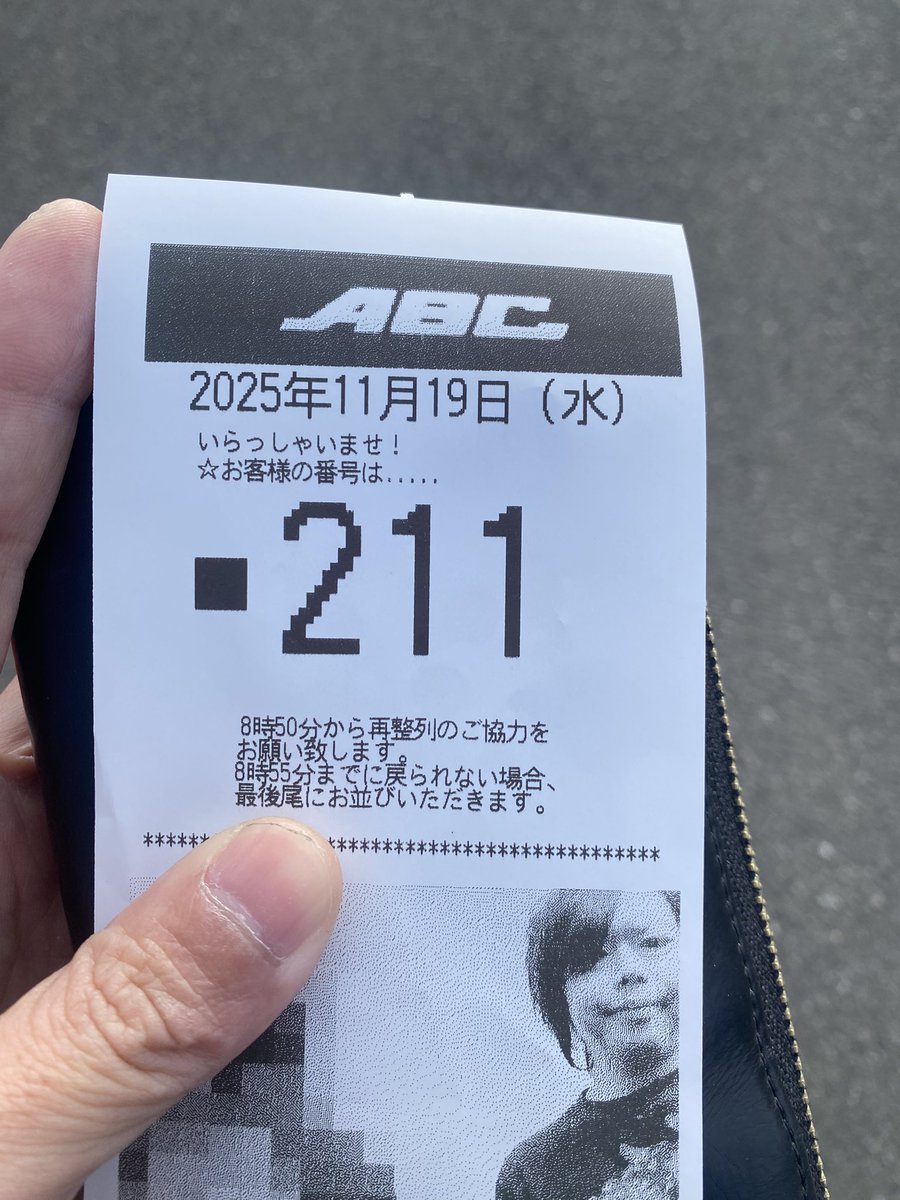 ABC
2025年11月19日（水）
いらっしゃいませ！
☆お客様の番号は.....
■211
8時50分から再整列のご協力を
お願い致します。
8時55分までに戻られない場合、
最後尾にお並びいただきます。